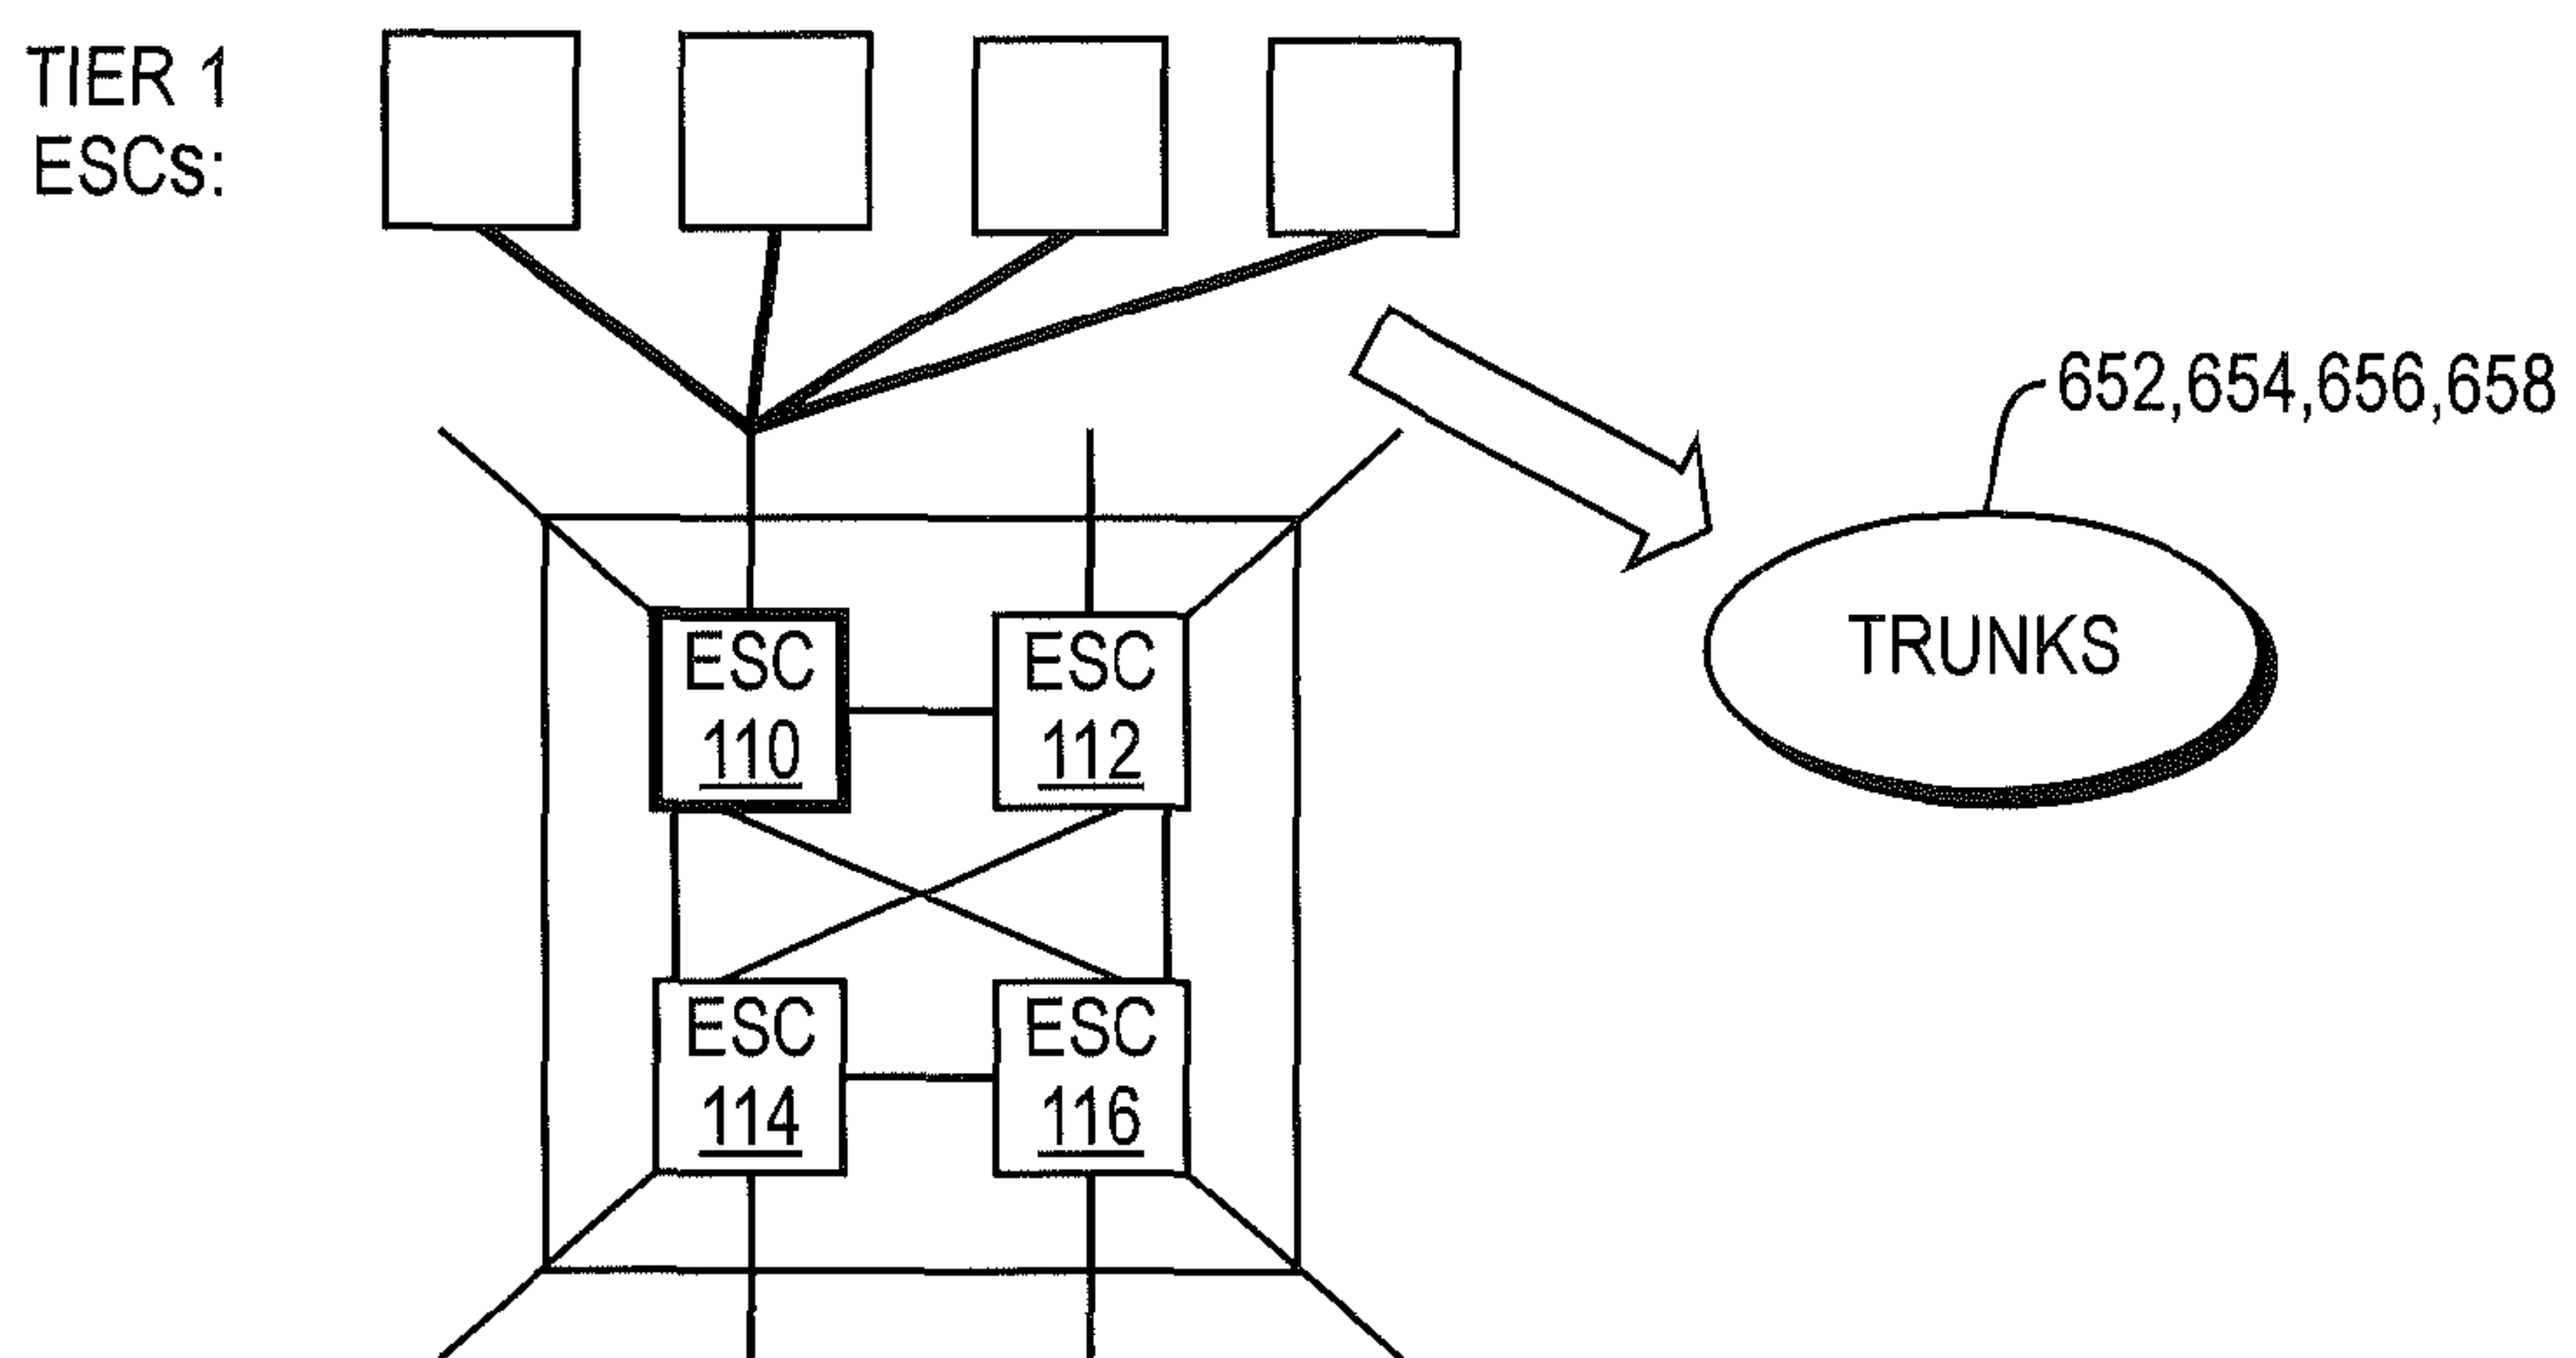 TIER 1
ESCs:
652,654,656,658
TRUNKS
ESC
110
ESC
112
ESC
114
ESC
116